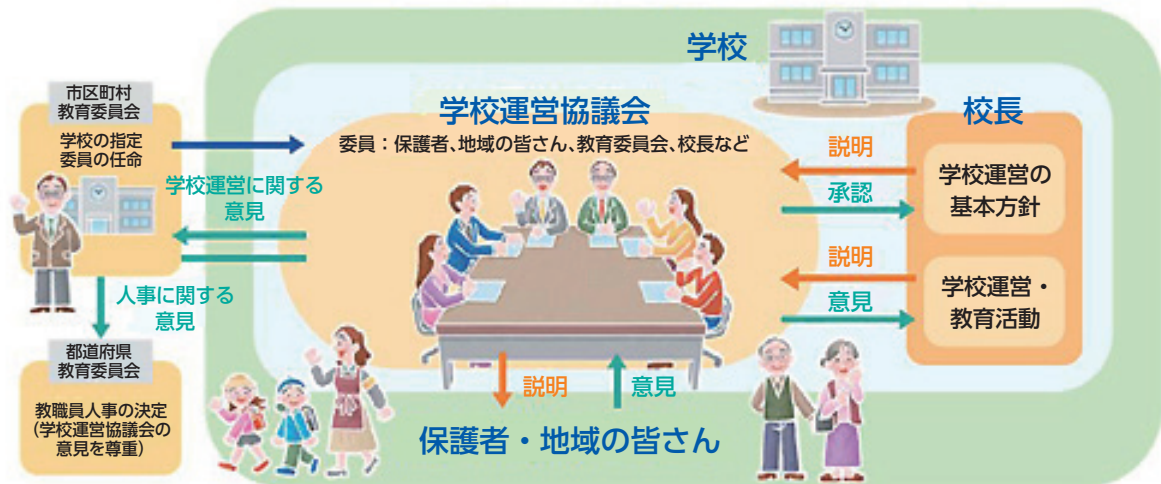 学校
市区町村
教育委員会
学校の指定
委員の任命
学校運営協議会
委員：保護者、地域の皆さん、教育委員会、校長など
校長
説明
承認
学校運営の
基本方針
学校運営に関する
意見
説明
意見
学校運営・
教育活動
人事に関する
意見
都道府県
教育委員会
教職員人事の決定
(学校運営協議会の
意見を尊重)
説明
意見
保護者・地域の皆さん